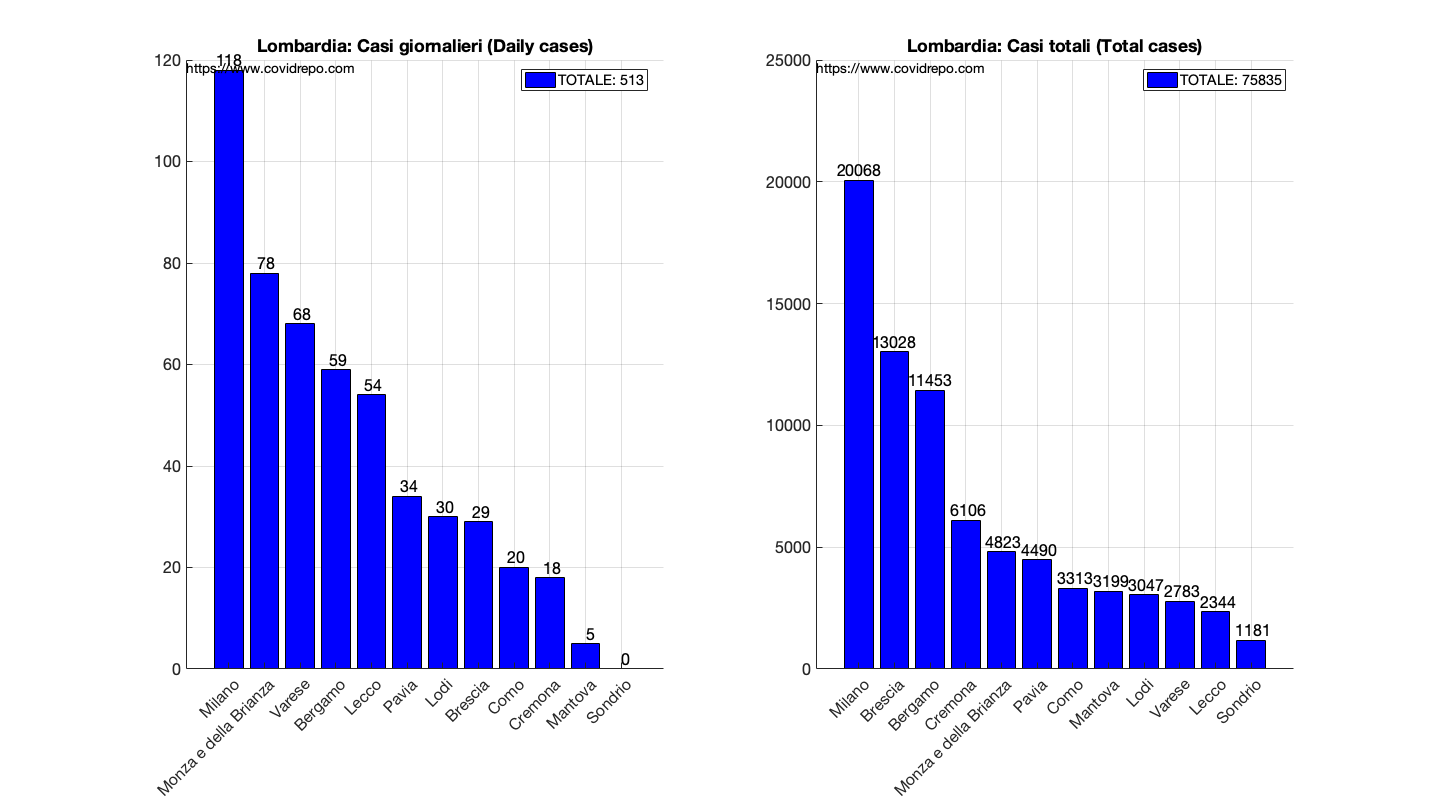 Lombardia: Casi giornalieri (Daily cases)
https://www.covidrepo.com
TOTALE: 513
120
100
80
60
40
20
0
118
78
68
59
54
34
30
29
20
18
5
0
Milano
Monza e della Brianza
Varese
Bergamo
Lecco
Pavia
Lodi
Brescia
Como
Cremona
Mantova
Sondrio
Lombardia: Casi totali (Total cases)
https://www.covidrepo.com
TOTALE: 75835
25000
20000
15000
10000
5000
0
20068
13028
11453
6106
4823
4490
3313
3199
3047
2783
2344
1181
Milano
Brescia
Bergamo
Cremona
Monza e della Brianza
Pavia
Como
Mantova
Lodi
Varese
Lecco
Sondrio